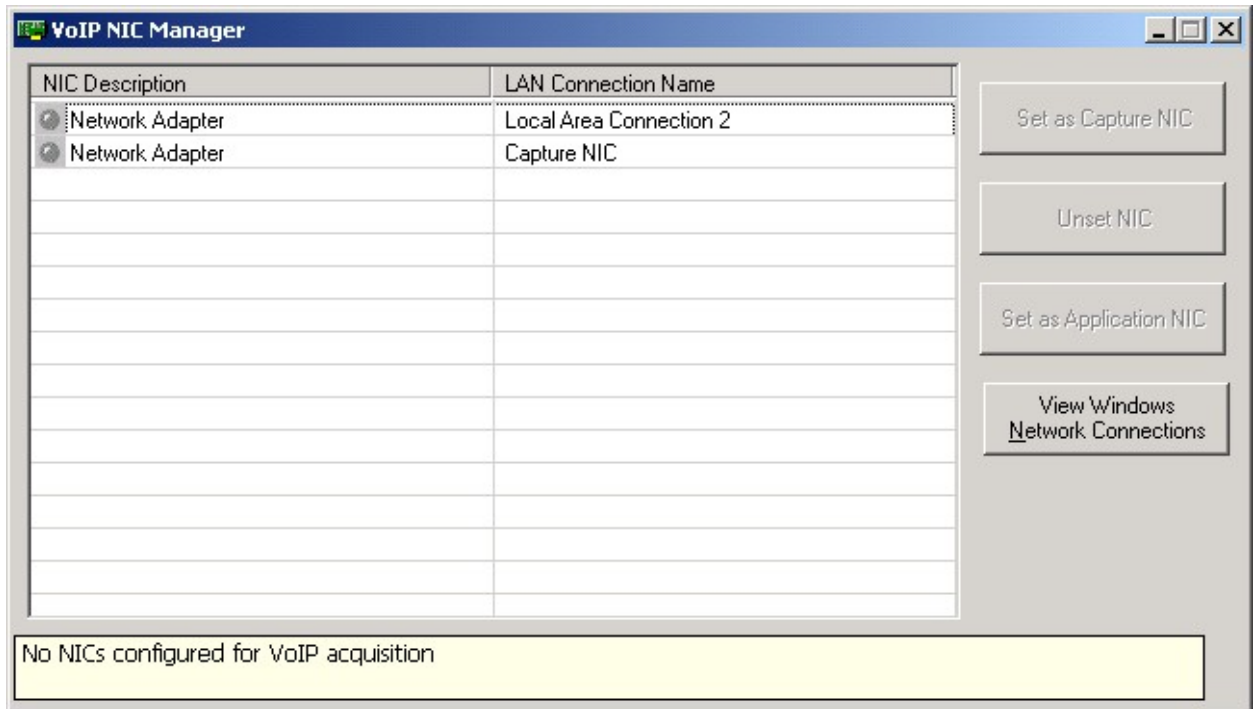 VoIP NIC Manager
NIC Description LAN Connection Name
Network Adapter Local Area Connection 2
Network Adapter Capture NIC
Set as Capture NIC
Unset NIC
Set as Application NIC
View Windows
Network Connections
No NICs configured for VoIP acquisition